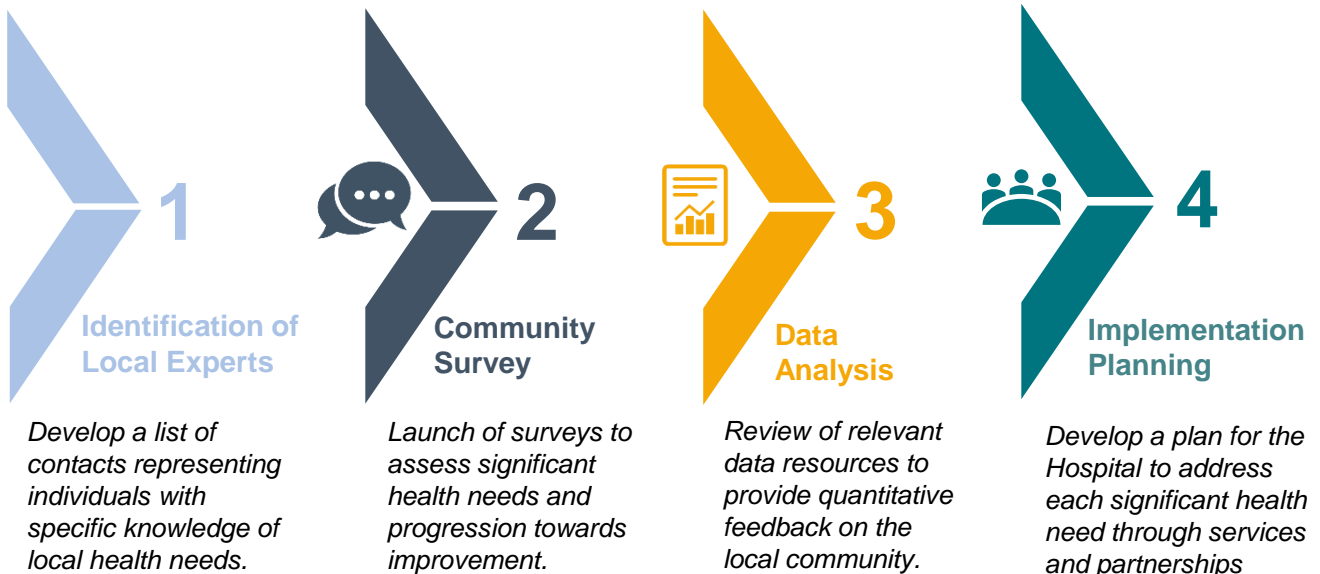 1
Identification of
Local Experts
Develop a list of
contacts representing
individuals with
specific knowledge of
local health needs.
2
Community
Survey
Launch of surveys to
assess significant
health needs and
progression towards
improvement.
3
Data
Analysis
Review of relevant
data resources to
provide quantitative
feedback on the
local community.
4
Implementation
Planning
Develop a plan for the
Hospital to address
each significant health
need through services
and partnerships